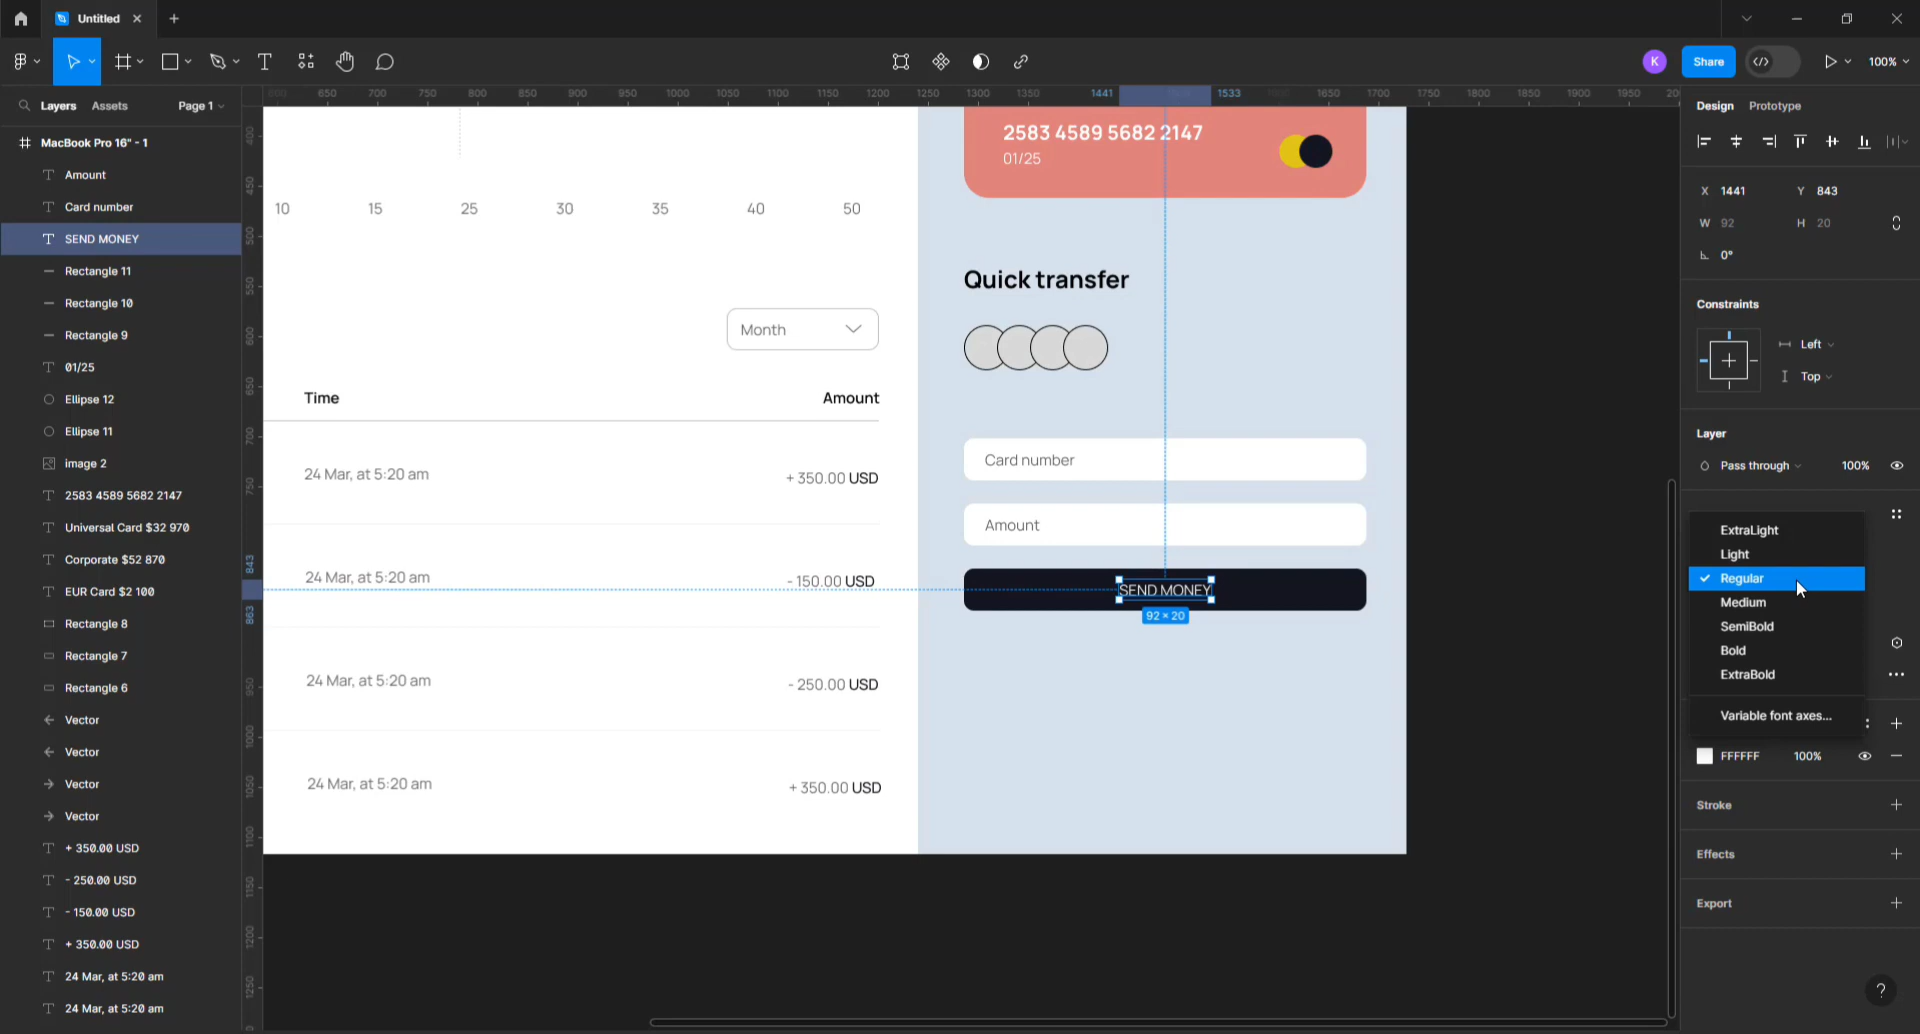 Untitled
K
Share
100%
Layers
Assets
Page 1
650
700
750
800
850
900
950
1000
1050
1100
1150
1200
1250
1300
1350
1441
1533
1650
1700
1750
1800
1850
1900
1950
Design
Prototype
MacBook Pro 16" - 1
Amount
Card number
SEND MONEY
Rectangle 11
Rectangle 10
Rectangle 9
01/25
Ellipse 12
Ellipse 11
image 2
2583 4589 5682 2147
Universal Card $32 970
Corporate $52 870
EUR Card $2 100
Rectangle 8
Rectangle 7
Rectangle 6
Vector
Vector
Vector
Vector
+ 350.00 USD
- 250.00 USD
- 150.00 USD
+ 350.00 USD
24 Mar, at 5:20 am
24 Mar, at 5:20 am
400
450
500
550
600
650
700
750
843
863
950
1000
1050
1100
1150
1200
1250
10
15
25
30
35
40
50
Month
Time
Amount
24 Mar, at 5:20 am
+ 350.00 USD
24 Mar, at 5:20 am
- 150.00 USD
24 Mar, at 5:20 am
- 250.00 USD
24 Mar, at 5:20 am
+ 350.00 USD
2583 4589 5682 2147
01/25
Quick transfer
Card number
Amount
SEND MONEY
92 × 20
X 1441
Y 843
W 92
H 20
0°
Constraints
Left
Top
Layer
Pass through
100%
ExtraLight
Light
Regular
Medium
SemiBold
Bold
ExtraBold
Variable font axes...
FFFFFF
100%
Stroke
Effects
Export
?